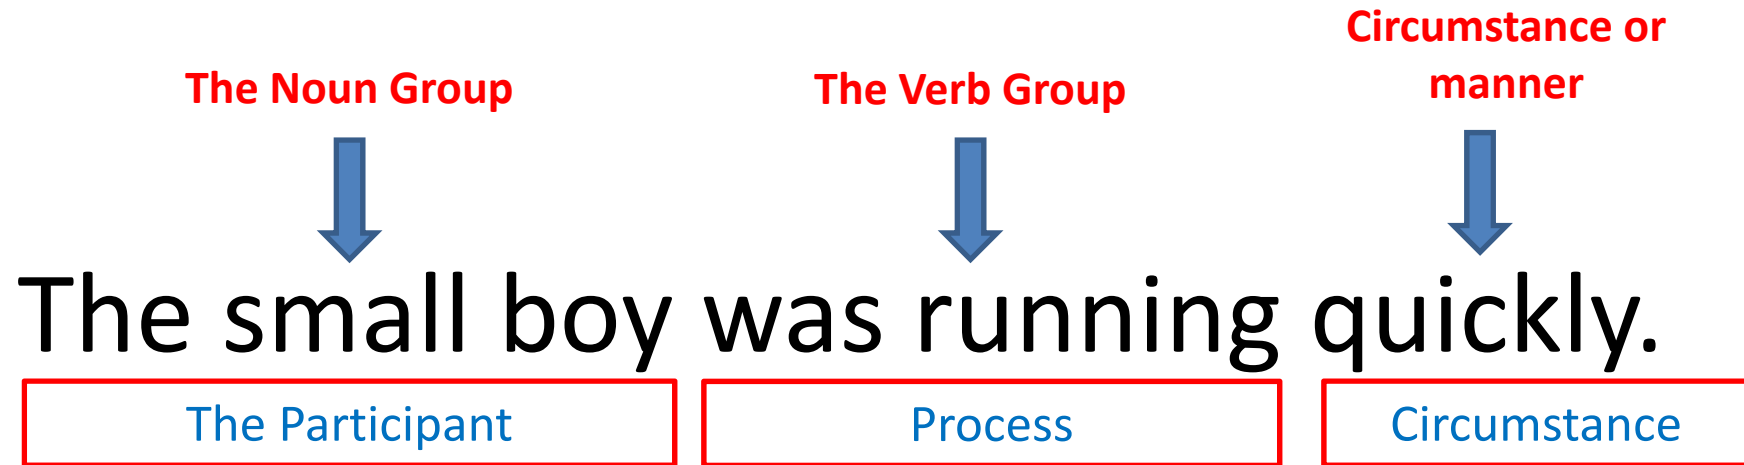 Circumstance or
manner
The Noun Group
The Verb Group
The small boy was running quickly.
The Participant
Process
Circumstance